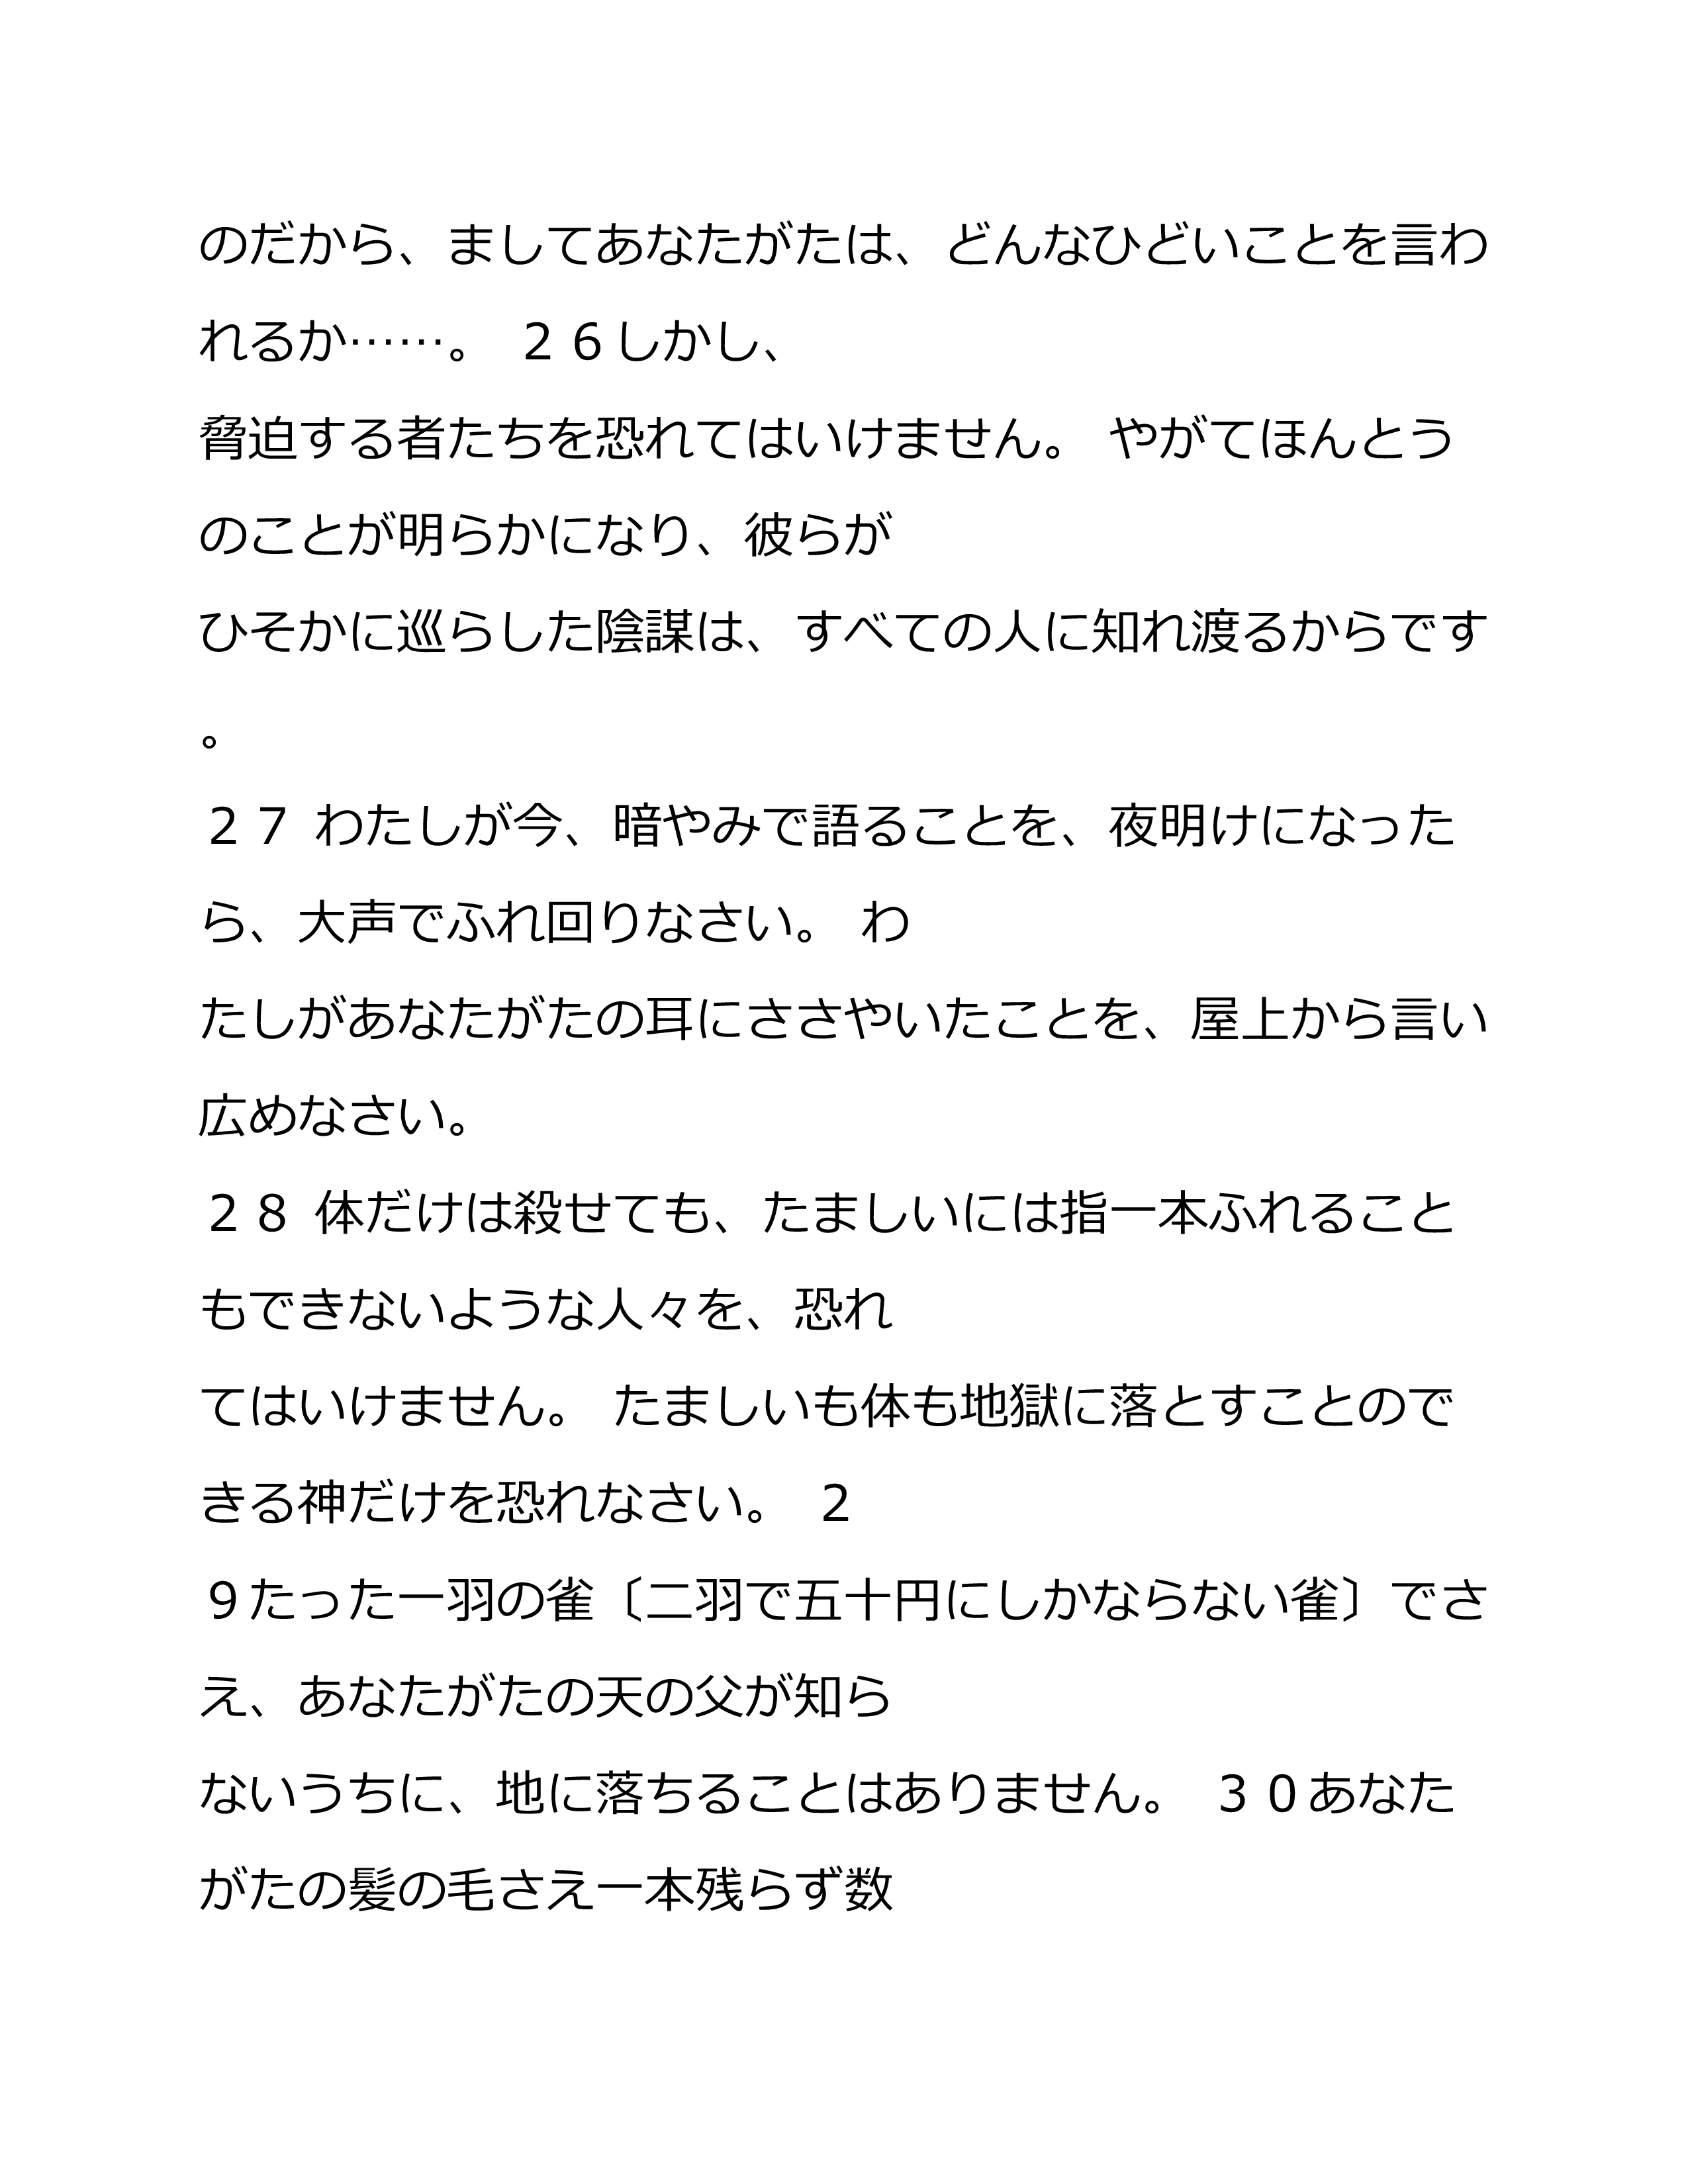 のだから、ましてあなたがたは、どんなひどいことを言わ
れるか……。 ２６しかし、
脅迫する者たちを恐れてはいけません。 やがてほんとう
のことが明らかになり、彼らが
ひそかに巡らした陰謀は、すべての人に知れ渡るからです
。
２７ わたしが今、暗やみで語ることを、夜明けになった
ら、大声でふれ回りなさい。 わ
たしがあなたがたの耳にささやいたことを、屋上から言い
広めなさい。
２８ 体だけは殺せても、たましいには指一本ふれること
もできないような人々を、恐れ
てはいけません。 たましいも体も地獄に落とすことので
きる神だけを恐れなさい。 ２
９たった一羽の雀〔二羽で五十円にしかならない雀〕でさ
え、あなたがたの天の父が知ら
ないうちに、地に落ちることはありません。 ３０あなた
がたの髪の毛さえ一本残らず数